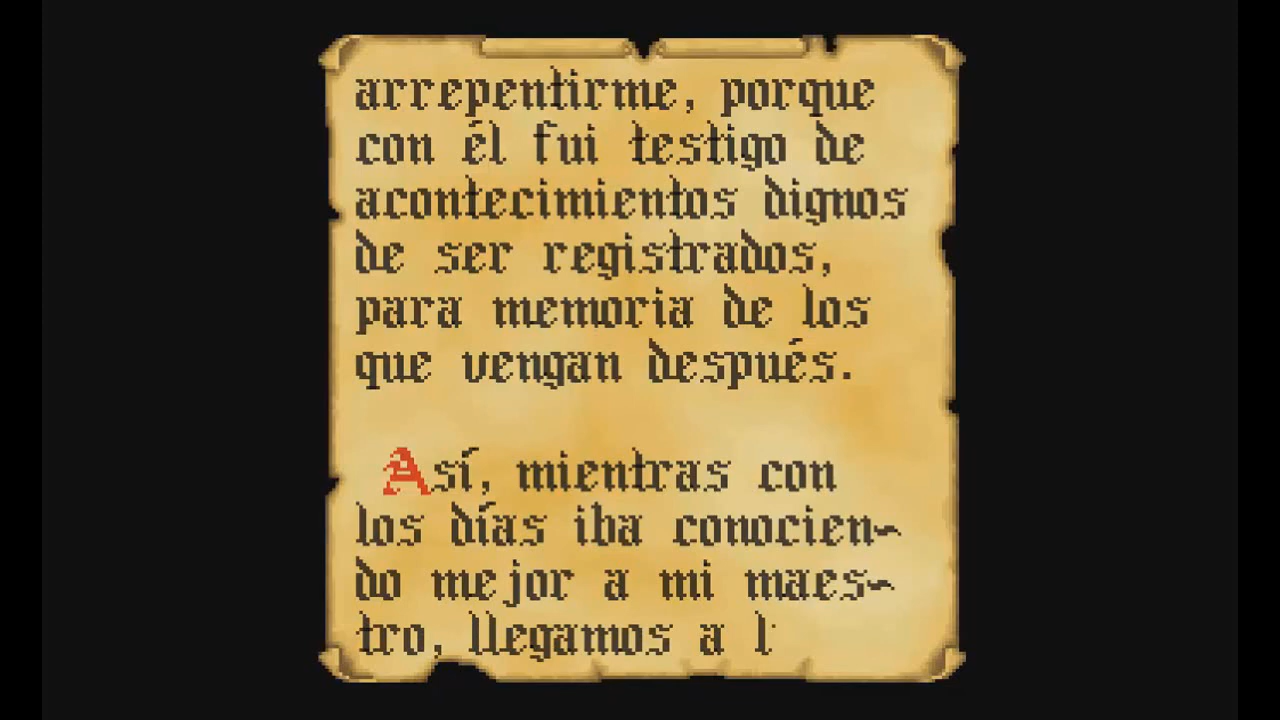 arrepentirme, porque
con él fui testigo de
acontecimientos dignos
de ser registrados,
para memoria de los
que vengan después.
Así, mientras con
los días iba conocien~
do mejor a mi maes~
tro, llegamos a l